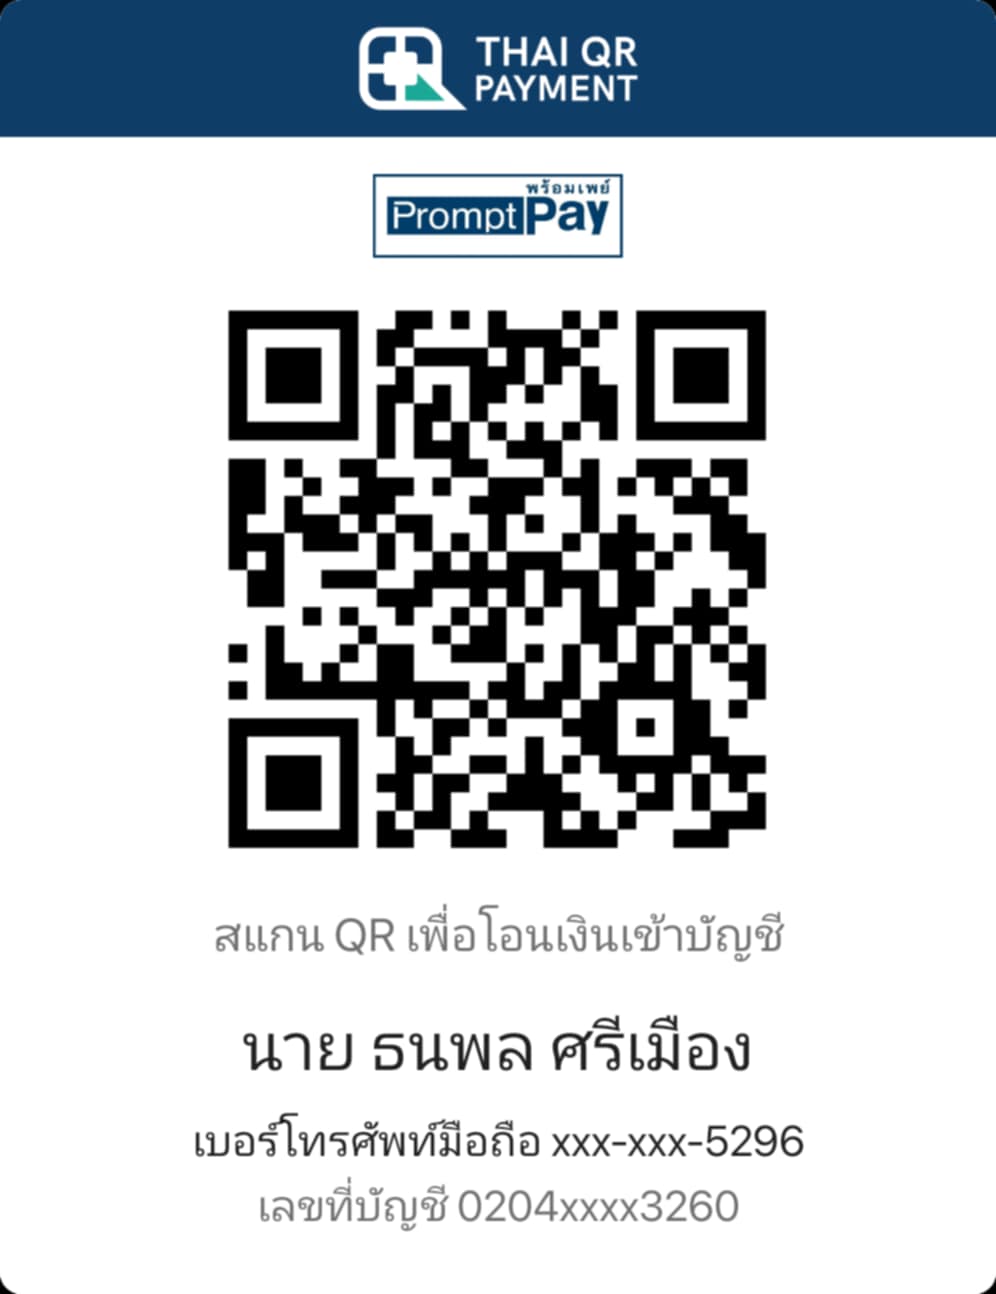 THAI QR
PAYMENT
พร้อมเพย์
PromptPay
สแกน QR เพื่อโอนเงินเข้าบัญชี
นาย ธนพล ศรีเมือง
เบอร์โทรศัพท์มือถือ xxx-xxx-5296
เลขที่บัญชี 0204xxxx3260